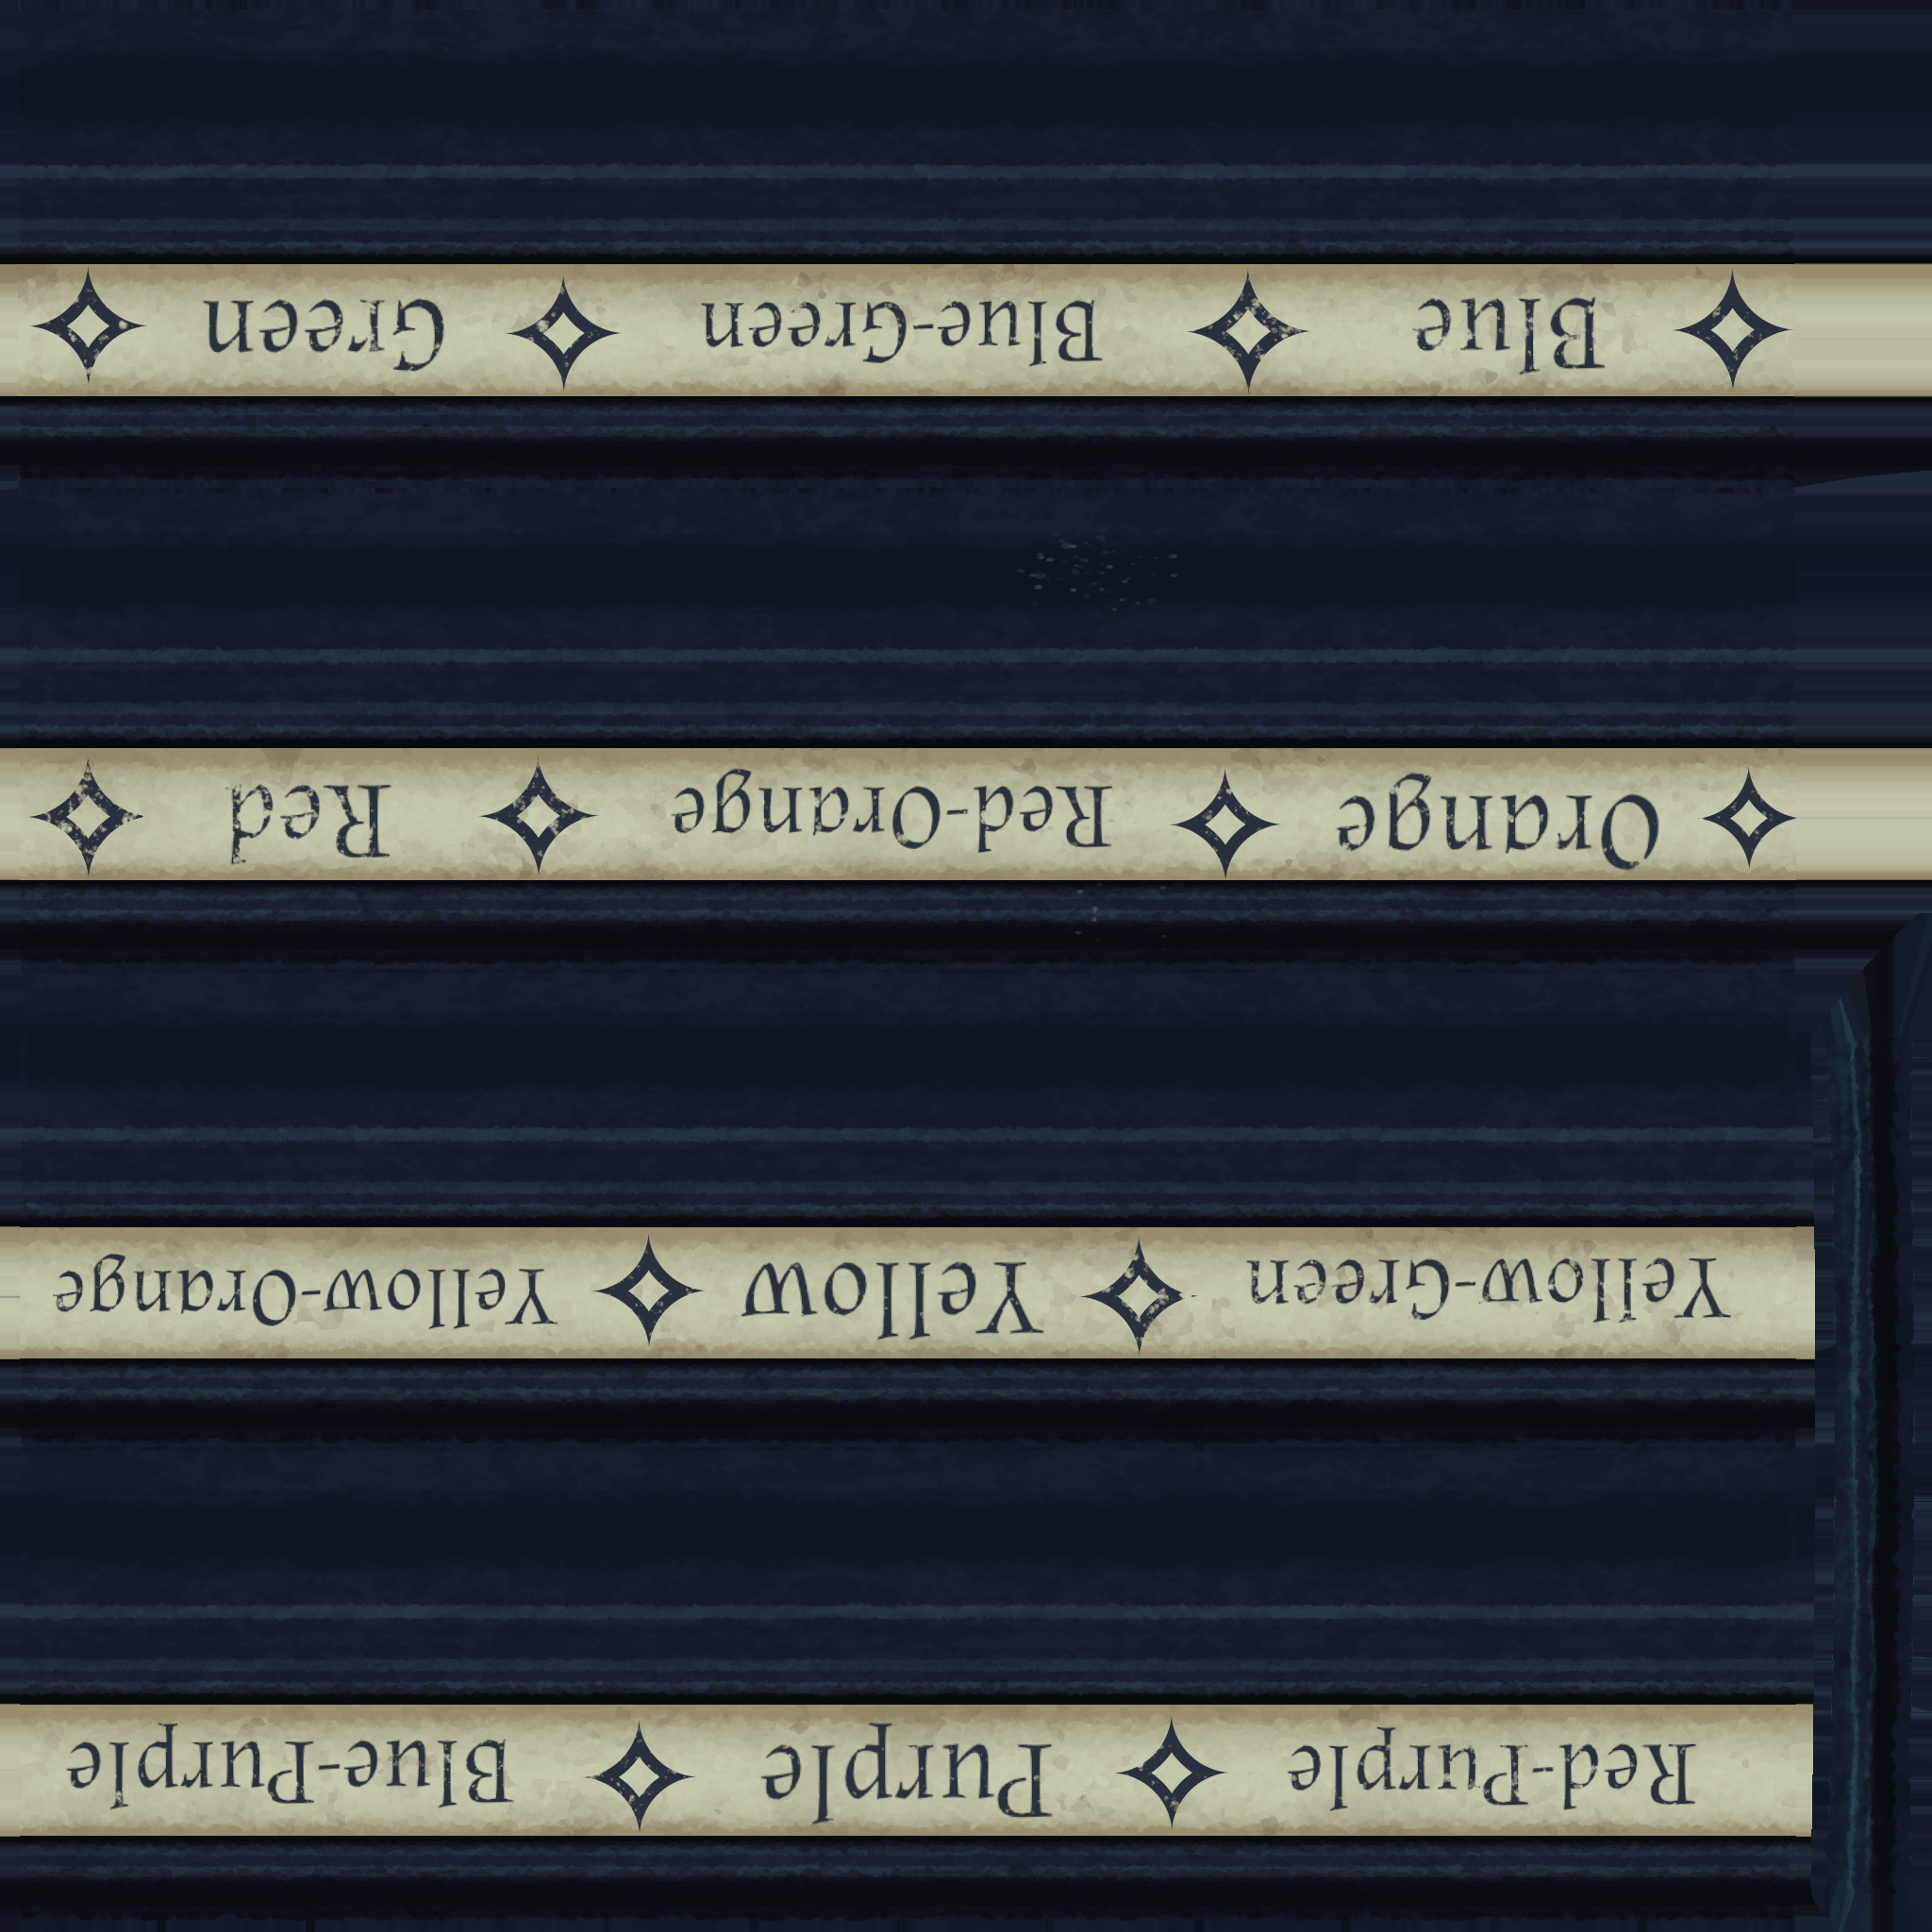 Red-Purple Purple Blue-Purple
Yellow-Green Yellow Yellow-Orange
Orange Red-Orange Red
Blue Blue-Green Green